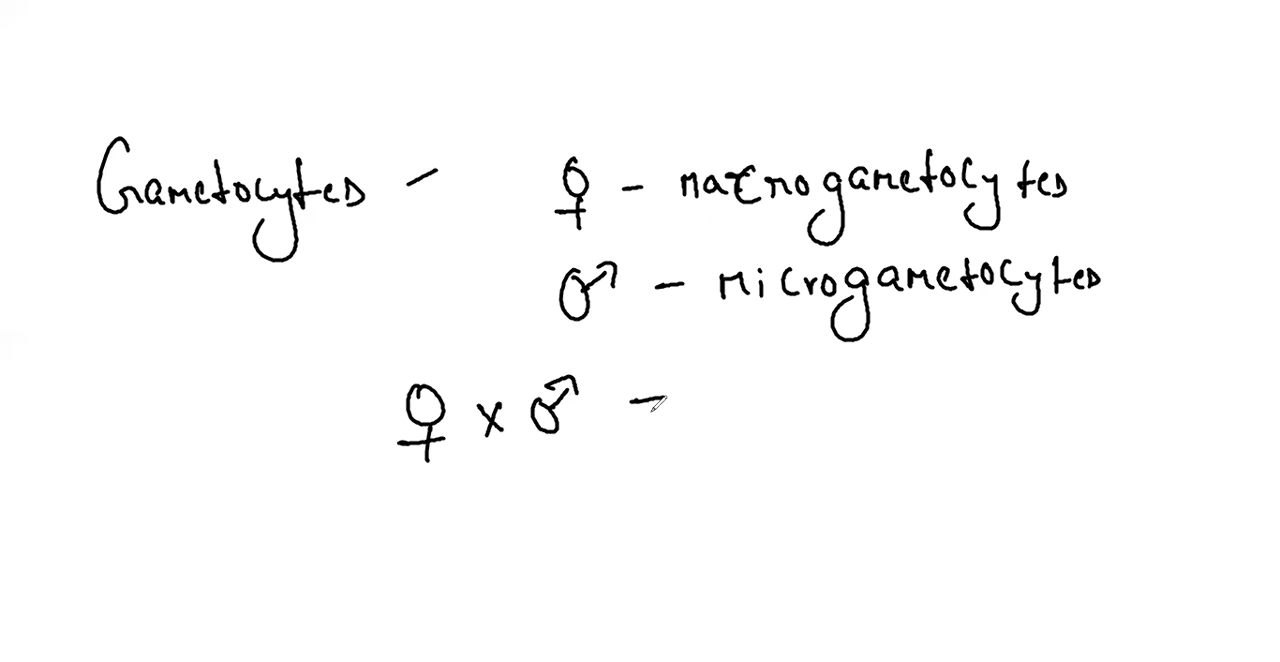 Gametocytes - ♀ - macrogametocytes
♂ - microgametocytes
♀ x ♂ -